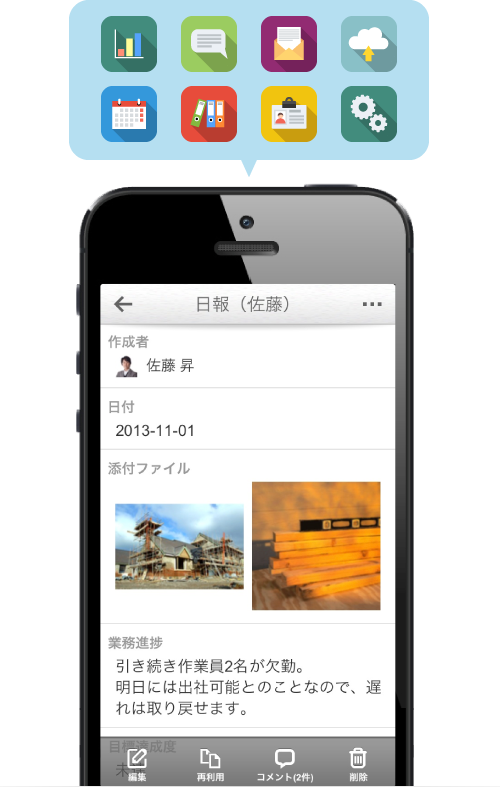 日報（佐藤）
作成者
佐藤 昇
日付
2013-11-01
添付ファイル
業務進捗
引き続き作業員2名が欠勤。
明日には出社可能とのことなので、遅
れは取り戻せます。
目標達成度
編集
再利用
コメント(2件)
削除